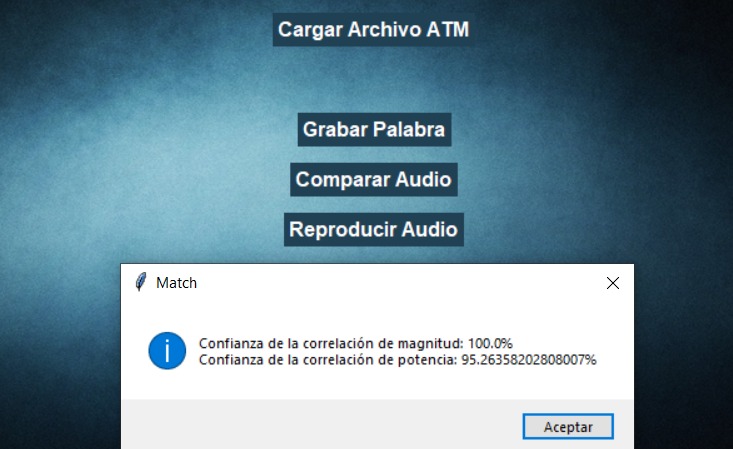 Cargar Archivo ATM
Grabar Palabra
Comparar Audio
Reproducir Audio
Match
Confianza de la correlación de magnitud: 100.0%
Confianza de la correlación de potencia: 95.26358202808007%
Aceptar